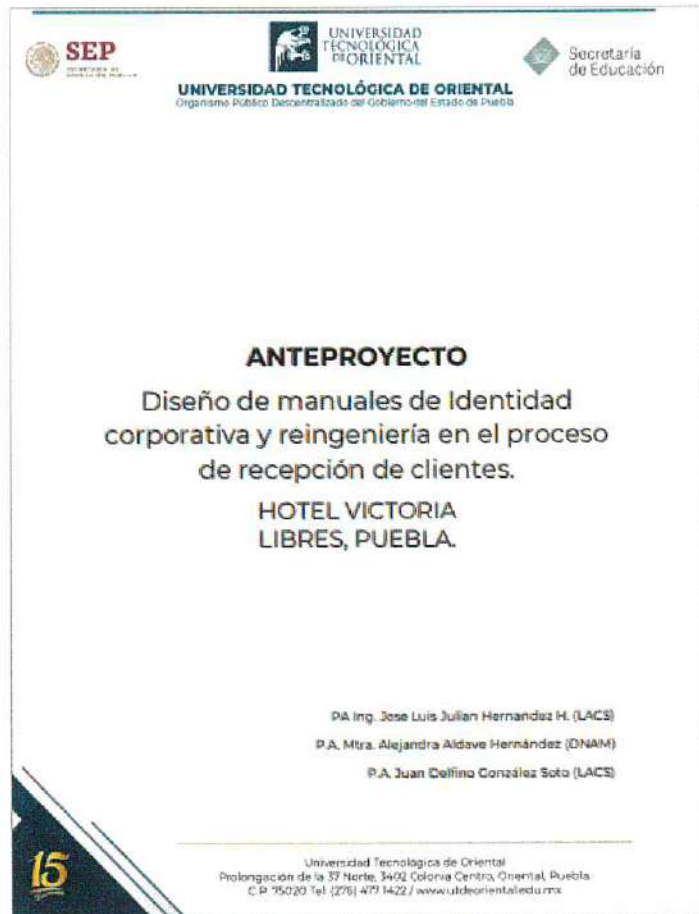 SEP
UNIVERSIDAD
TECNOLÓGICA
DE ORIENTAL
Secretaría
de Educación
UNIVERSIDAD TECNOLÓGICA DE ORIENTAL
Organismo Público Descentralizado del Gobierno del Estado de Puebla
ANTEPROYECTO
Diseño de manuales de Identidad
corporativa y reingeniería en el proceso
de recepción de clientes.
HOTEL VICTORIA
LIBRES, PUEBLA.
PA Ing. Jose Luis Julian Hernandez H. (LACS)
P.A. Mtra. Alejandra Aldave Hernández (DNAM)
P.A. Juan Delfino González Soto (LACS)
15
Universidad Tecnológica de Oriental
Prolongación de la 37 Norte, 3402 Colonia Centro, Oriental, Puebla
C.P. 75020 Tel: (276) 477 1422 / www.utdeoriental.edu.mx